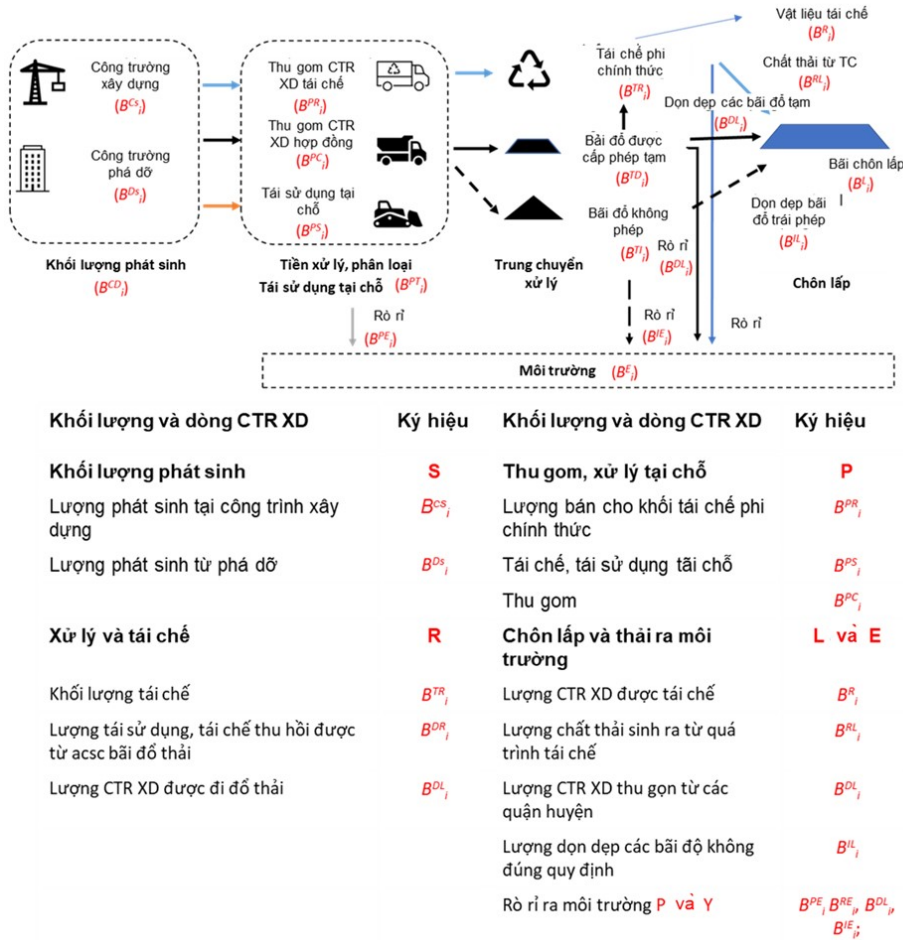 Công trường
xây dựng
(B^Cs_i)
Công trường
phá dỡ
(B^Ds_i)
Khối lượng phát sinh
(B^CD_i)
Thu gom CTR
XD tái chế
(B^PR_i)
Thu gom CTR
XD hợp đồng
(B^PC_i)
Tái sử dụng tại
chỗ
(B^PS_i)
Tiền xử lý, phân loại
Tái sử dụng tại chỗ (B^PT_i)
Rò rỉ
(B^PE_i)
Trung chuyển
xử lý
Tái chế phi
chính thức
(B^TR_i)
Bải đổ được
cấp phép tạm
(B^TD_i)
Bãi đổ không
phép
(B^TI_i)
Rò rỉ
(B^DL_i)
Rò rỉ
(B^IE_i)
Rò rỉ
Vật liệu tái chế
(B^R_i)
Chất thải từ TC
(B^RL_i)
Dọn dẹp các bãi đổ tạm
(B^DL_i)
Bãi chôn lấp
(B^L_i)
Dọn dẹp bãi
đổ trái phép
(B^IL_i)
Chôn lấp
Môi trường (B^E_i)
Khối lượng và dòng CTR XD Ký hiệu Khối lượng và dòng CTR XD Ký hiệu
Khối lượng phát sinh S Thu gom, xử lý tại chỗ P
Lượng phát sinh tại công trình xây
dựng
B^cs_i
Lượng bán cho khối tái chế phi
chính thức
B^PR_i
Lượng phát sinh từ phá dỡ B^Ds_i Tái chế, tái sử dụng tãi chỗ B^PS_i
Thu gom B^PC_i
Xử lý và tái chế R Chôn lấp và thải ra môi
trường
L và E
Khối lượng tái chế B^TR_i Lượng CTR XD được tái chế B^R_i
Lượng tái sử dụng, tái chế thu hồi được
từ acsc bãi đổ thải
B^DR_i
Lượng chất thải sinh ra từ quá
trình tái chế
B^RL_i
Lượng CTR XD được đi đổ thải B^DL_i Lượng CTR XD thu gọn từ các
quận huyện
B^DL_i
Lượng dọn dẹp các bãi độ không
đúng quy định
B^IL_i
Rò rỉ ra môi trường P và Y B^PE_i B^RE_i, B^DL_i,
B^IE_i;